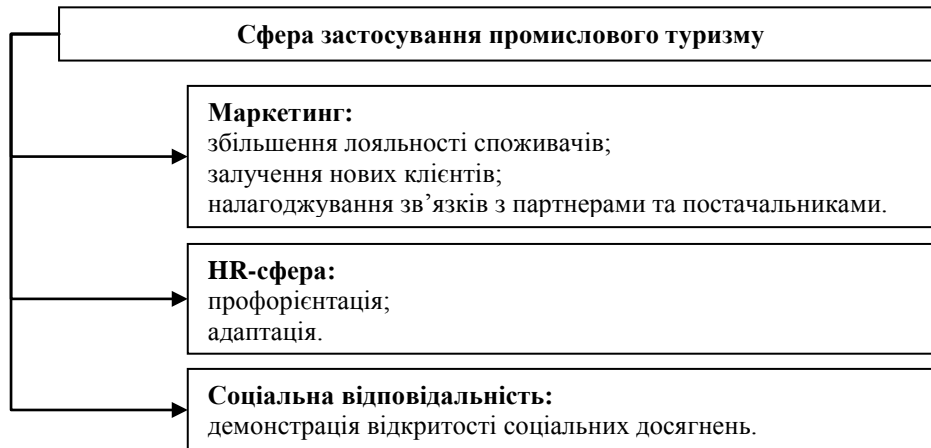 Сфера застосування промислового туризму
Маркетинг:
збільшення лояльності споживачів;
залучення нових клієнтів;
налагоджування зв’язків з партнерами та постачальниками.
HR-сфера:
профорієнтація;
адаптація.
Соціальна відповідальність:
демонстрація відкритості соціальних досягнень.